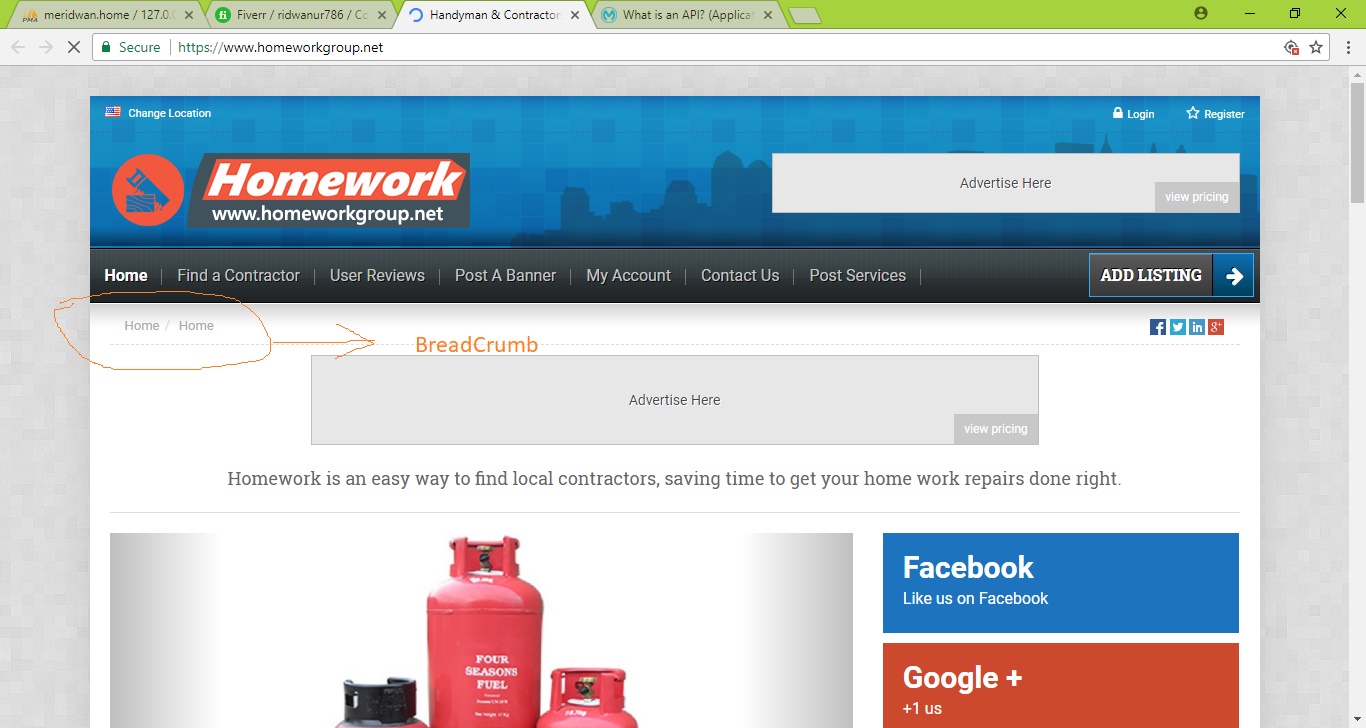 meridwan.home / 127.0.0
Fiverr / ridwanur786 / Co
Handyman & Contractors
What is an API? (Applicat
Secure
https://www.homeworkgroup.net
Change Location
Login
Register
Homework
www.homeworkgroup.net
Advertise Here
view pricing
Home
Find a Contractor
User Reviews
Post A Banner
My Account
Contact Us
Post Services
ADD LISTING
Home / Home
BreadCrumb
Advertise Here
view pricing
Homework is an easy way to find local contractors, saving time to get your home work repairs done right.
FOUR
SEASONS
FUEL
Facebook
Like us on Facebook
Google +
+1 us